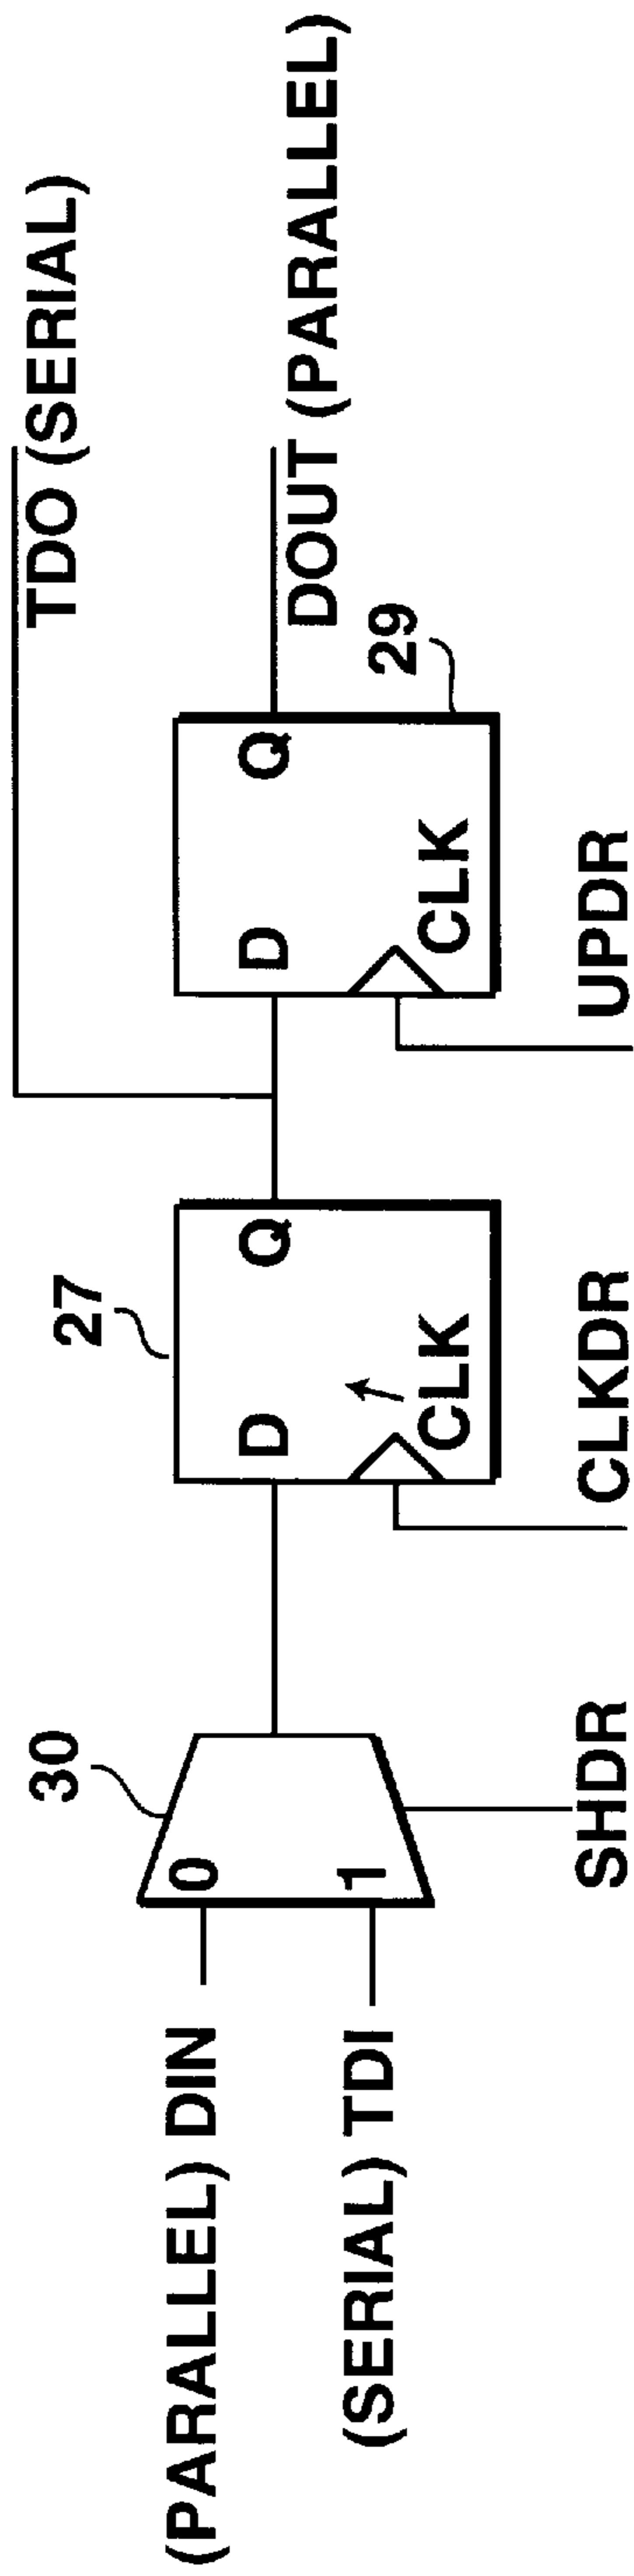 TDO (SERIAL)
DOUT (PARALLEL)
30
27
29
(PARALLEL) DIN
0
D
Q
D
Q
(SERIAL) TDI
1
CLK
CLK
SHDR
CLKDR
UPDR